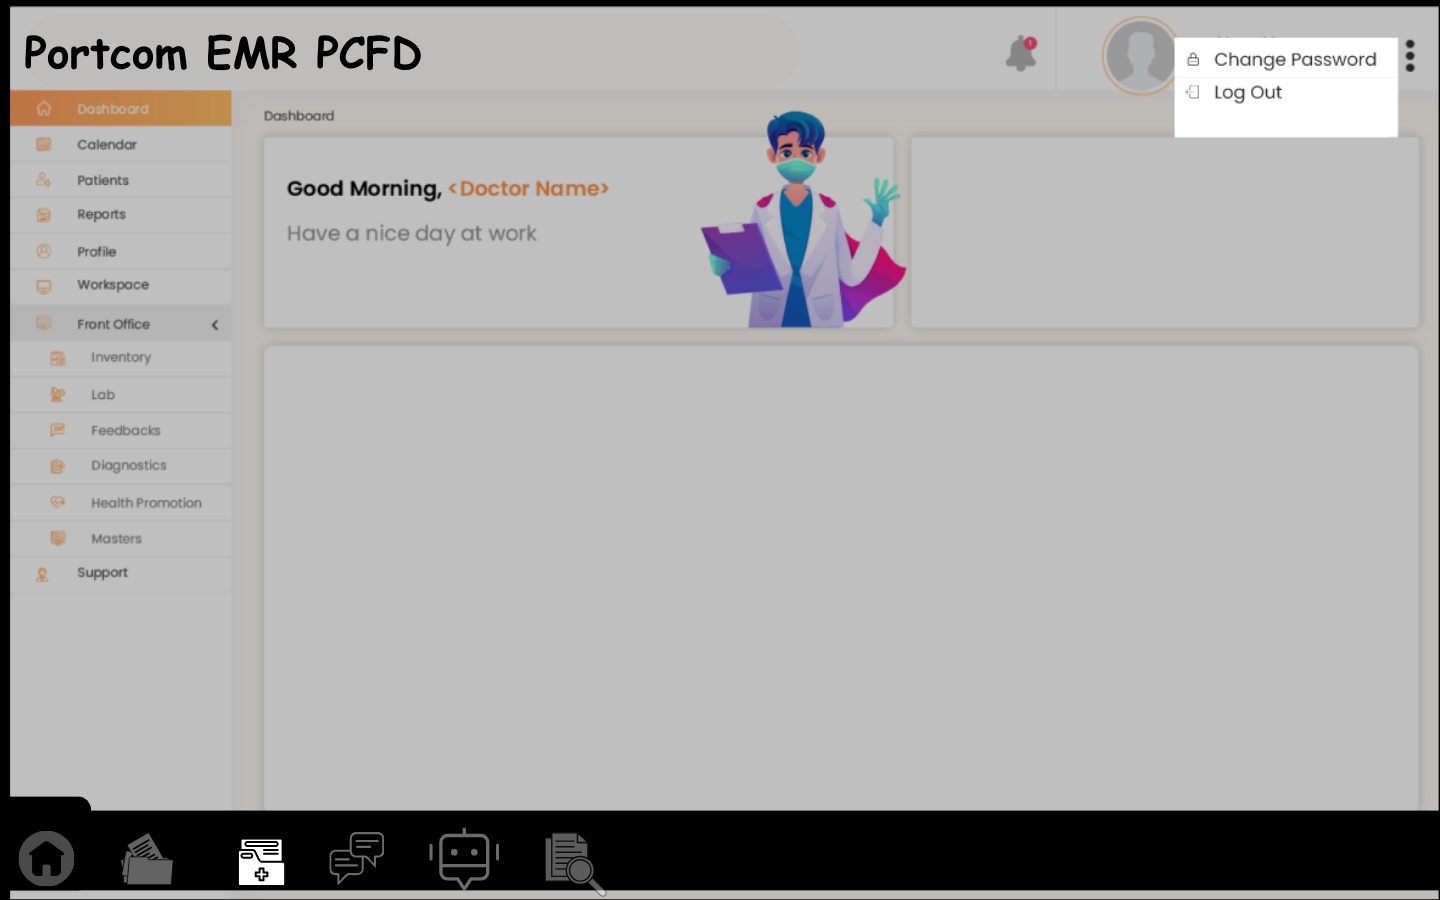 Portcom EMR PCFD
Change Password
Log Out
Dashboard
Calendar
Patients
Reports
Profile
Workspace
Front Office
Inventory
Lab
Feedbacks
Diagnostics
Health Promotion
Masters
Support
Dashboard
Good Morning, <Doctor Name>
Have a nice day at work